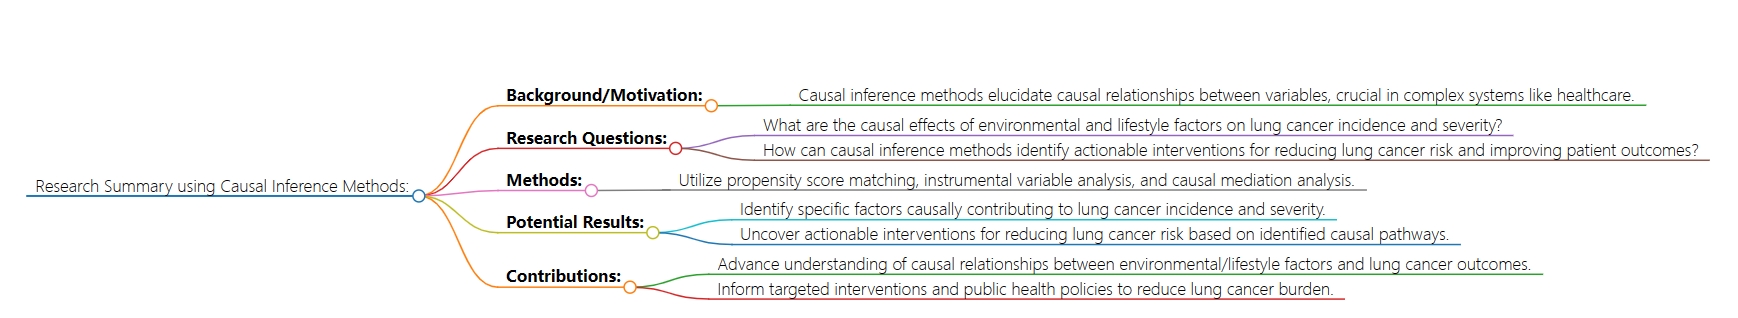 Background/Motivation:
Causal inference methods elucidate causal relationships between variables, crucial in complex systems like healthcare.
Research Questions:
What are the causal effects of environmental and lifestyle factors on lung cancer incidence and severity?
How can causal inference methods identify actionable interventions for reducing lung cancer risk and improving patient outcomes?
Research Summary using Causal Inference Methods:
Methods:
Utilize propensity score matching, instrumental variable analysis, and causal mediation analysis.
Potential Results:
Identify specific factors causally contributing to lung cancer incidence and severity.
Uncover actionable interventions for reducing lung cancer risk based on identified causal pathways.
Contributions:
Advance understanding of causal relationships between environmental/lifestyle factors and lung cancer outcomes.
Inform targeted interventions and public health policies to reduce lung cancer burden.